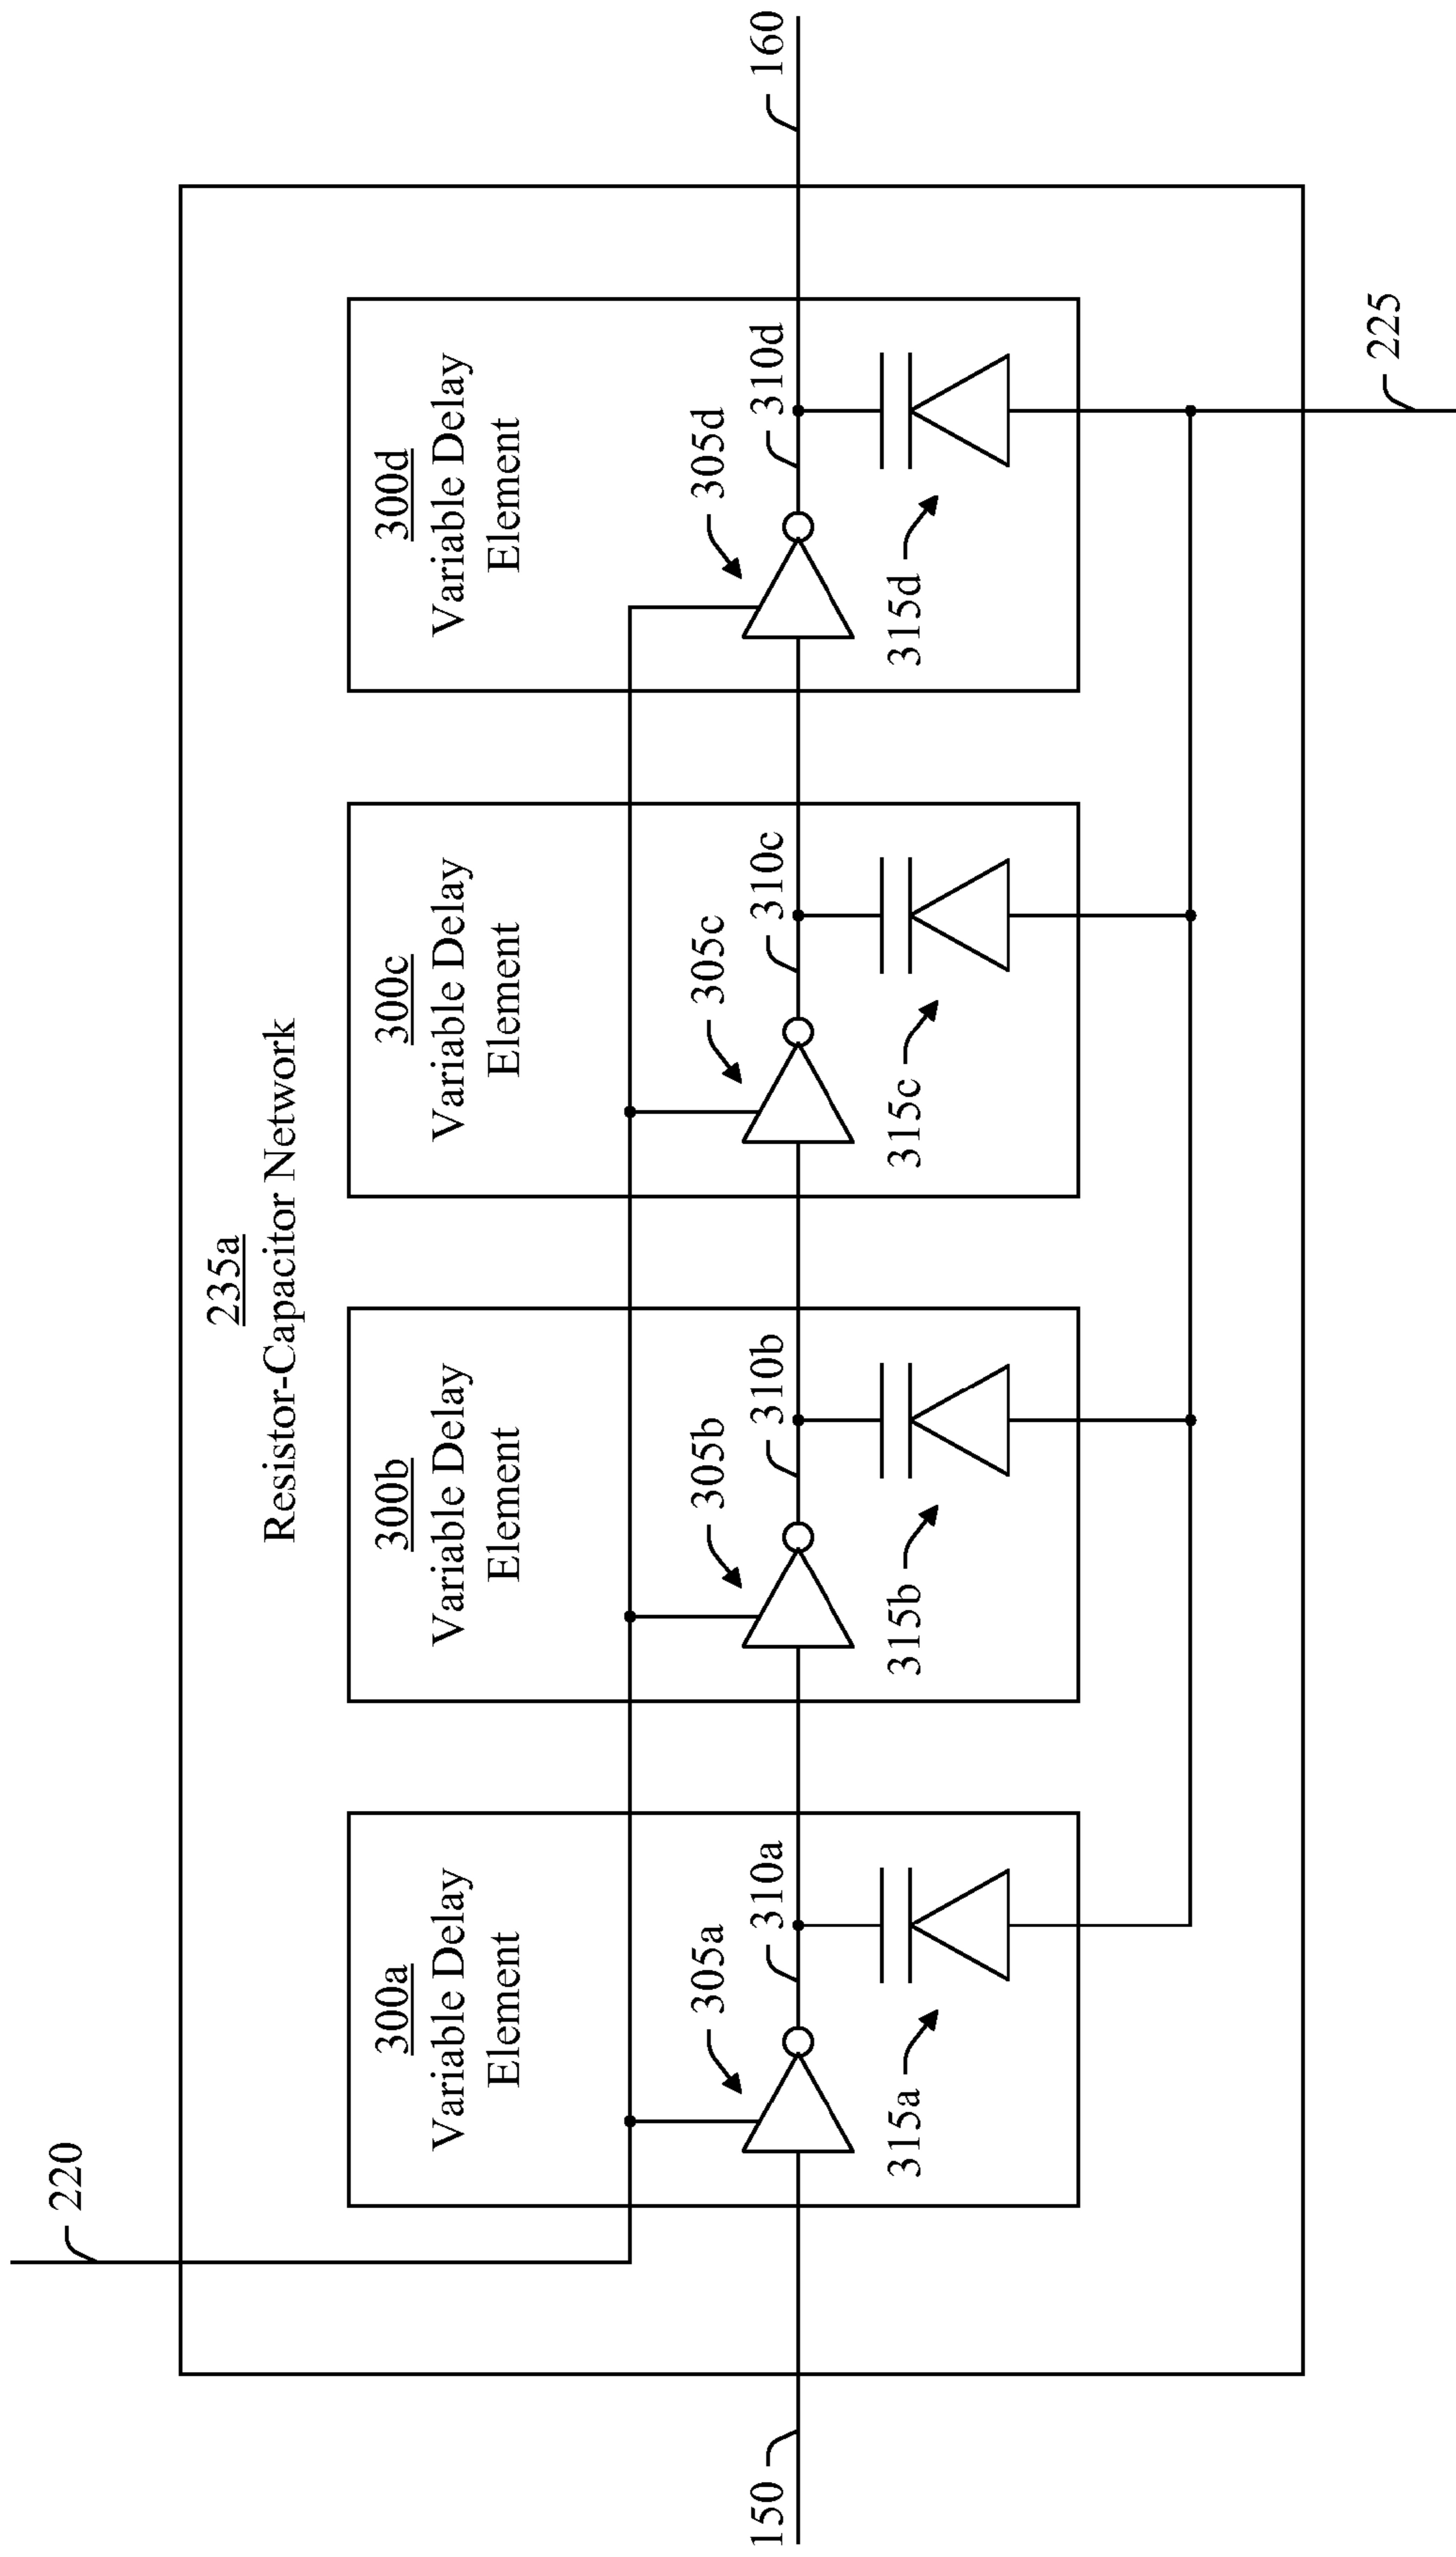 235a
Resistor-Capacitor Network
220
300a
Variable Delay
Element
300b
Variable Delay
Element
300c
Variable Delay
Element
300d
Variable Delay
Element
305a
305b
305c
305d
150
310a
310b
310c
310d
160
315a
315b
315c
315d
225